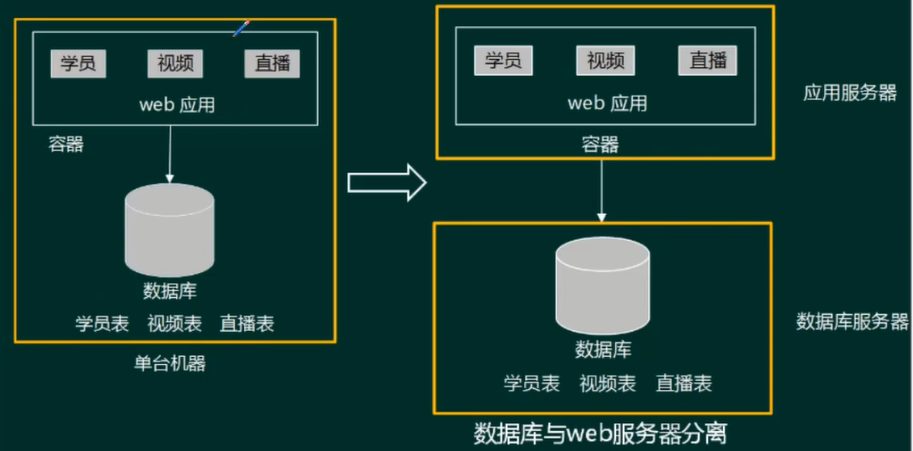 学员 视频 直播
web 应用
容器
数据库
学员表 视频表 直播表
单台机器
学员 视频 直播
web 应用
容器
应用服务器
数据库
学员表 视频表 直播表
数据库服务器
数据库与web服务器分离